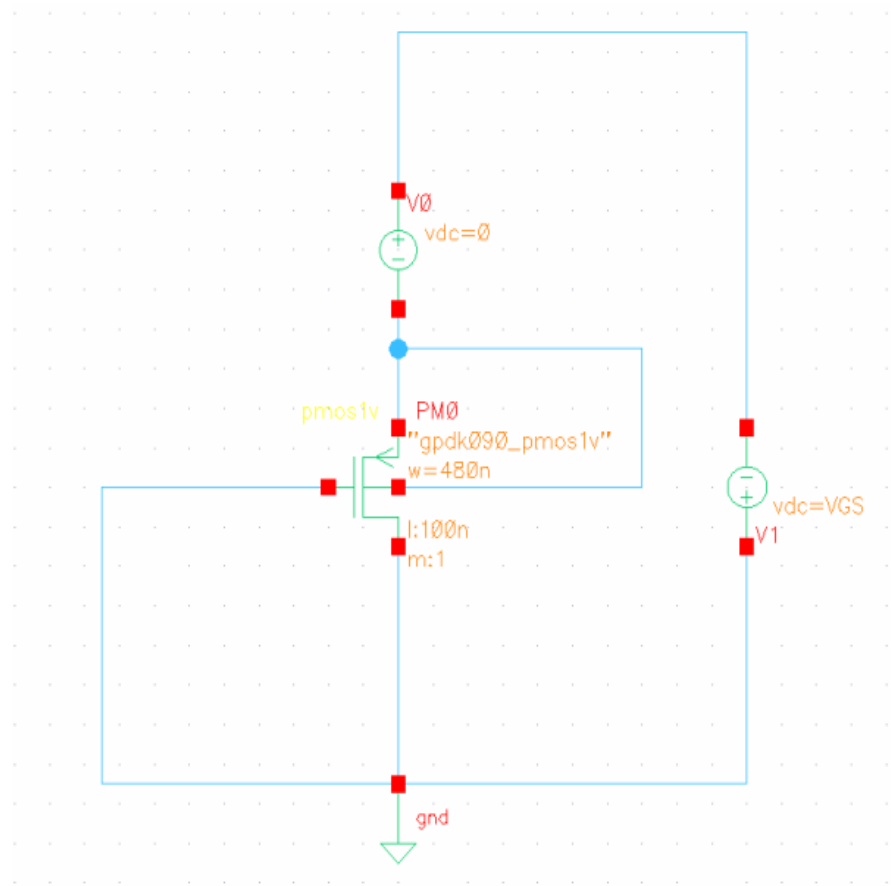 V0
vdc=0
pmos1v
PM0
"gpdk090_pmos1v"
w=480n
l:100n
m:1
vdc=VGS
V1
gnd